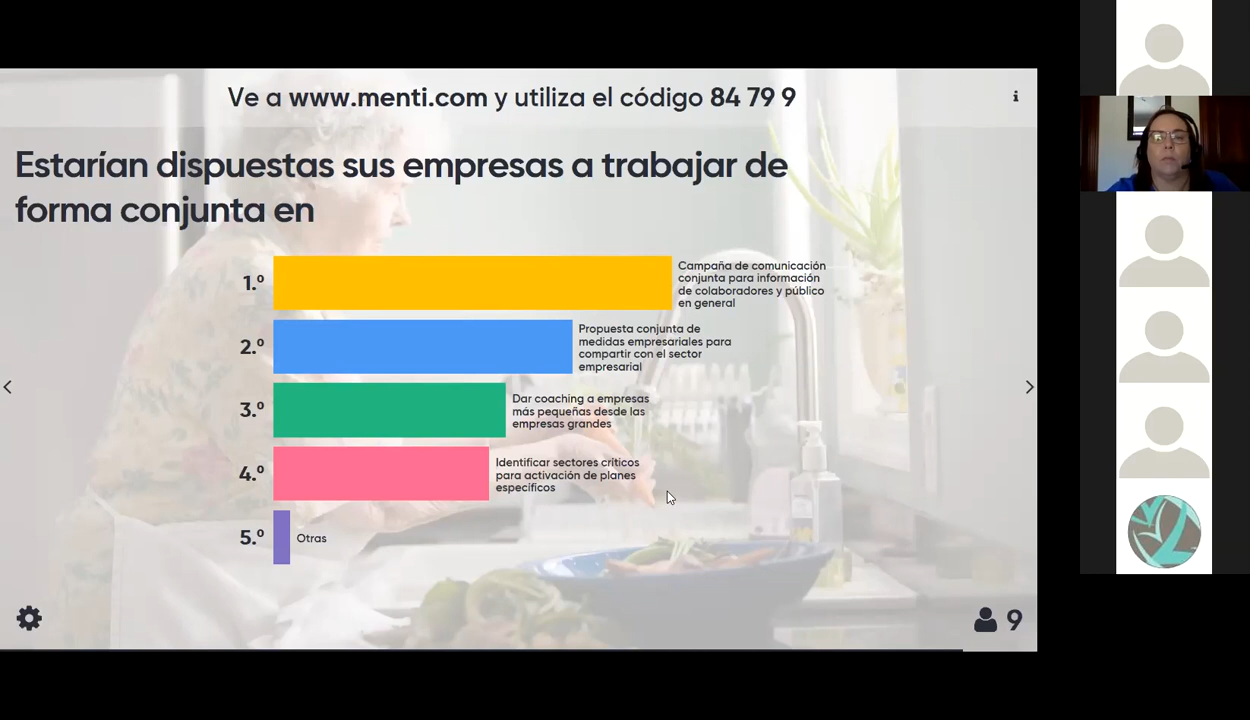 Ve a www.menti.com y utiliza el código 84 79 9
Estarían dispuestas sus empresas a trabajar de
forma conjunta en
1.º
Campaña de comunicación
conjunta para información
de colaboradores y público
en general
2.º
Propuesta conjunta de
medidas empresariales para
compartir con el sector
empresarial
3.º
Dar coaching a empresas
más pequeñas desde las
empresas grandes
4.º
Identificar sectores críticos
para activación de planes
específicos
5.º
Otras
9